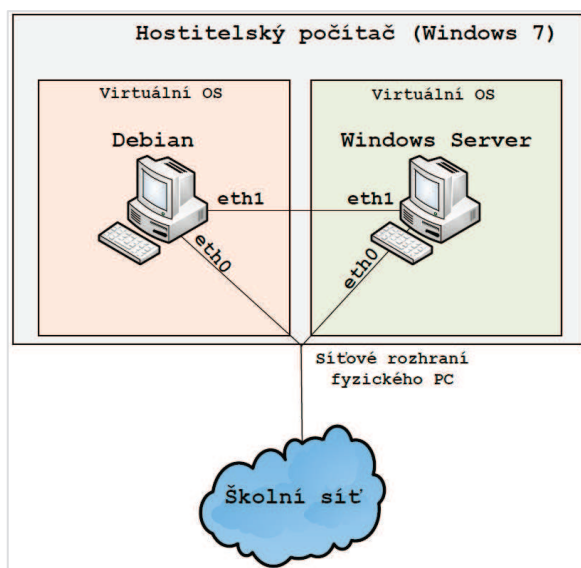 Hostitelský počítač (Windows 7)
Virtuální OS
Debian
eth1
eth0
Virtuální OS
Windows Server
eth1
eth0
Síťové rozhraní
fyzického PC
Školní síť